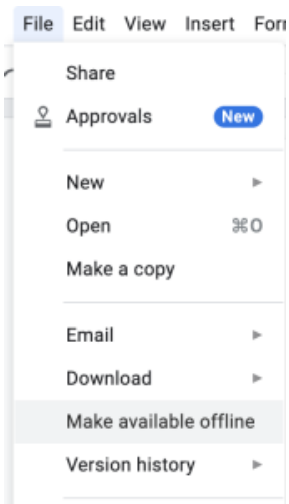 File Edit View Insert
Share
Approvals New
New
Open ⌘O
Make a copy
Email
Download
Make available offline
Version history